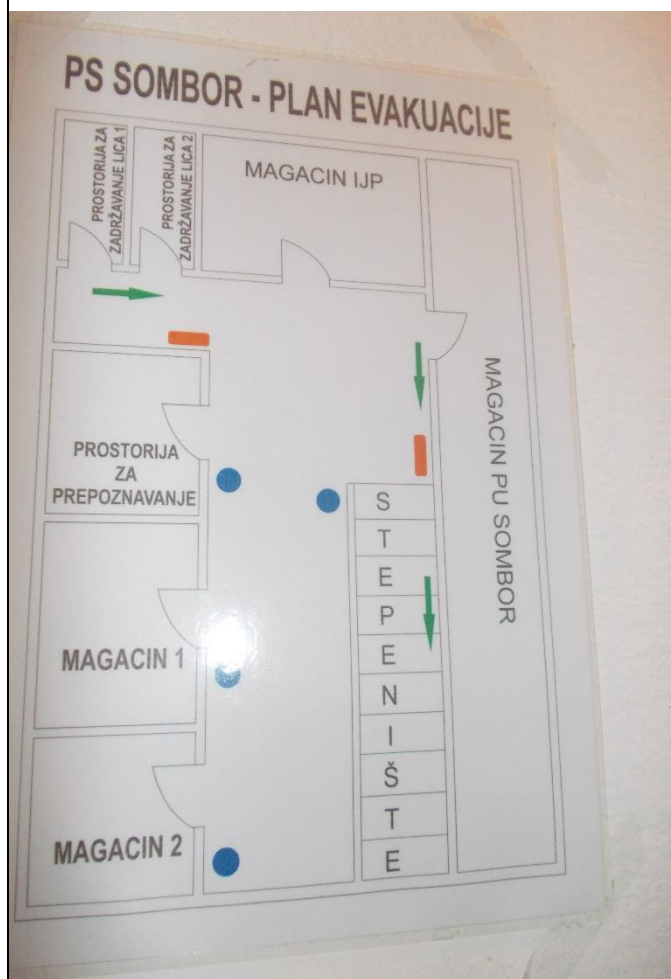 PS SOMBOR - PLAN EVAKUACIJE
PROSTORIJA ZA
ZADRŽAVANJE LICA 1
PROSTORIJA ZA
ZADRŽAVANJE LICA 2
MAGACIN IJP
MAGACIN PU SOMBOR
PROSTORIJA
ZA
PREPOZNAVANJE
MAGACIN 1
MAGACIN 2
S
T
E
P
E
N
I
Š
T
E